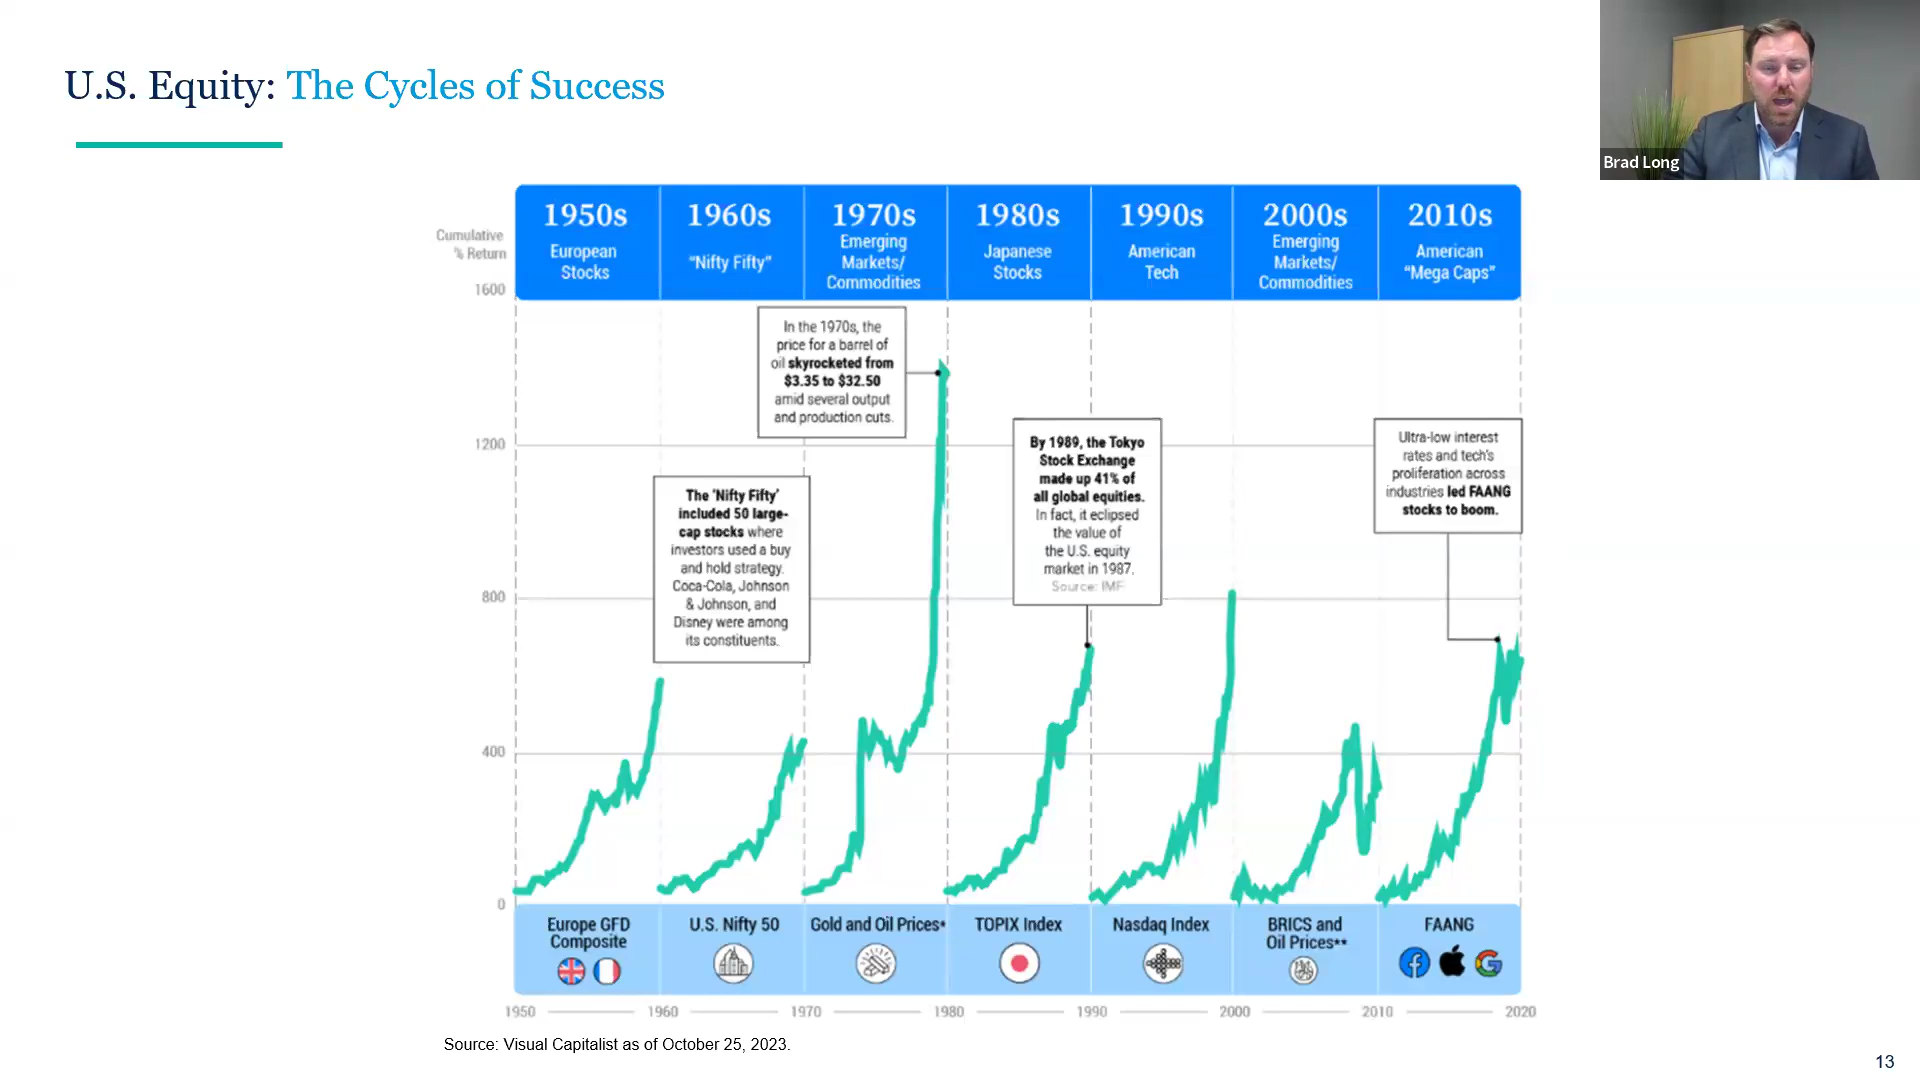 U.S. Equity: The Cycles of Success
Brad Long
Cumulative
% Return
1600
1200
800
400
0
1950s
European
Stocks
1960s
“Nifty Fifty”
1970s
Emerging
Markets/
Commodities
1980s
Japanese
Stocks
1990s
American
Tech
2000s
Emerging
Markets/
Commodities
2010s
American
“Mega Caps”
In the 1970s, the
price for a barrel of
oil skyrocketed from
$3.35 to $32.50
amid several output
and production cuts.
The ‘Nifty Fifty’
included 50 large-
cap stocks where
investors used a buy
and hold strategy.
Coca-Cola, Johnson
& Johnson, and
Disney were among
its constituents.
By 1989, the Tokyo
Stock Exchange
made up 41% of
all global equities.
In fact, it eclipsed
the value of
the U.S. equity
market in 1987.
Source: IMF
Ultra-low interest
rates and tech's
proliferation across
industries led FAANG
stocks to boom.
Europe GFD
Composite
U.S. Nifty 50
Gold and Oil Prices*
TOPIX Index
Nasdaq Index
BRICS and
Oil Prices**
FAANG
1950
1960
1970
1980
1990
2000
2010
2020
Source: Visual Capitalist as of October 25, 2023.
13